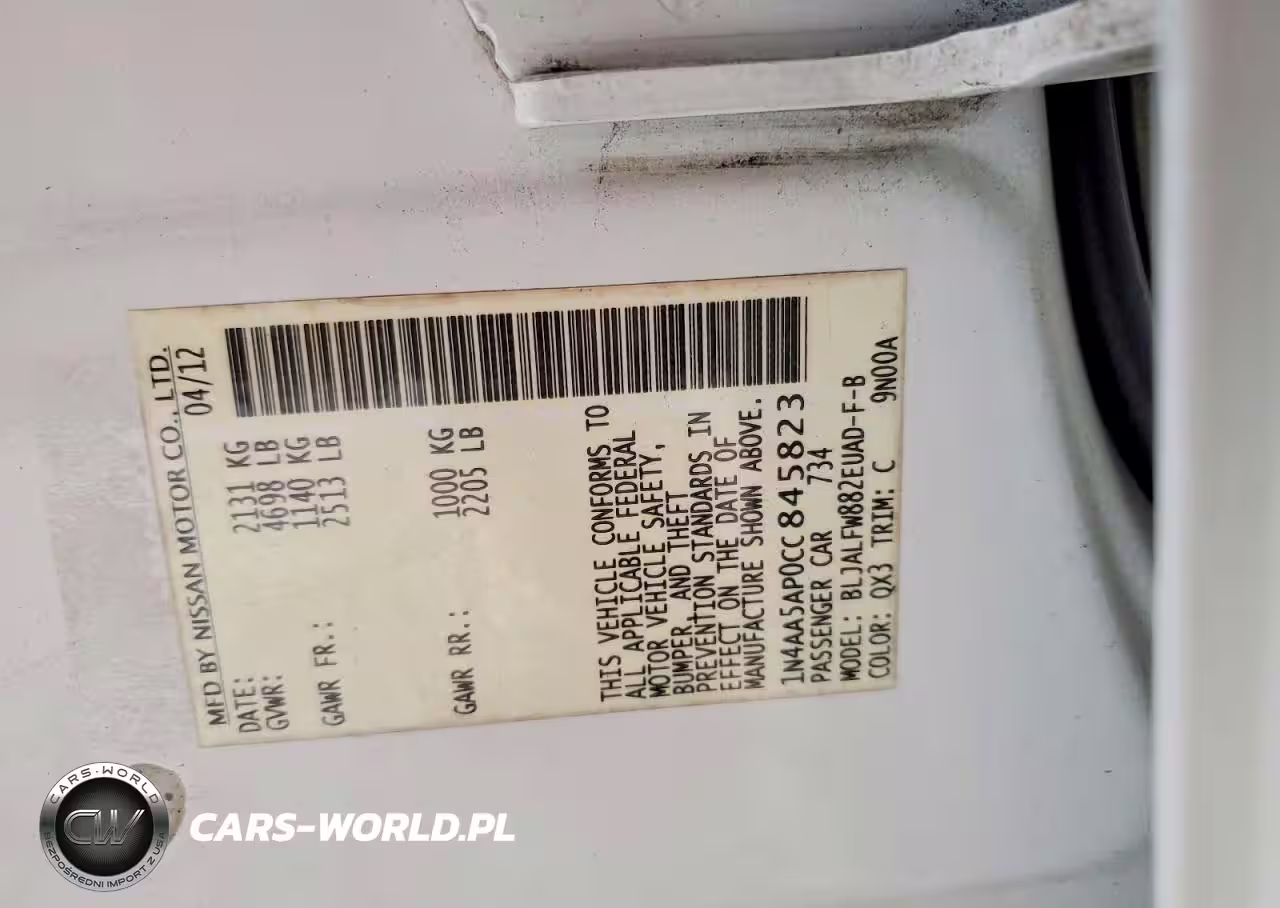 MFD BY NISSAN MOTOR CO., LTD.
DATE: 04/12
GVWR: 2131 KG
4698 LB
GAWR FR.: 1140 KG
2513 LB
GAWR RR.: 1000 KG
2205 LB
THIS VEHICLE CONFORMS TO
ALL APPLICABLE FEDERAL
MOTOR VEHICLE SAFETY,
BUMPER, AND THEFT
PREVENTION STANDARDS IN
EFFECT ON THE DATE OF
MANUFACTURE SHOWN ABOVE.
1N4AA5AP0CC845823
PASSENGER CAR 734
MODEL: BLJALFW882EUAD-F-B
COLOR: QX3 TRIM: C 9N00A
CARS-WORLD
CW
BEZPOŚREDNI IMPORT Z USA
CARS-WORLD.PL